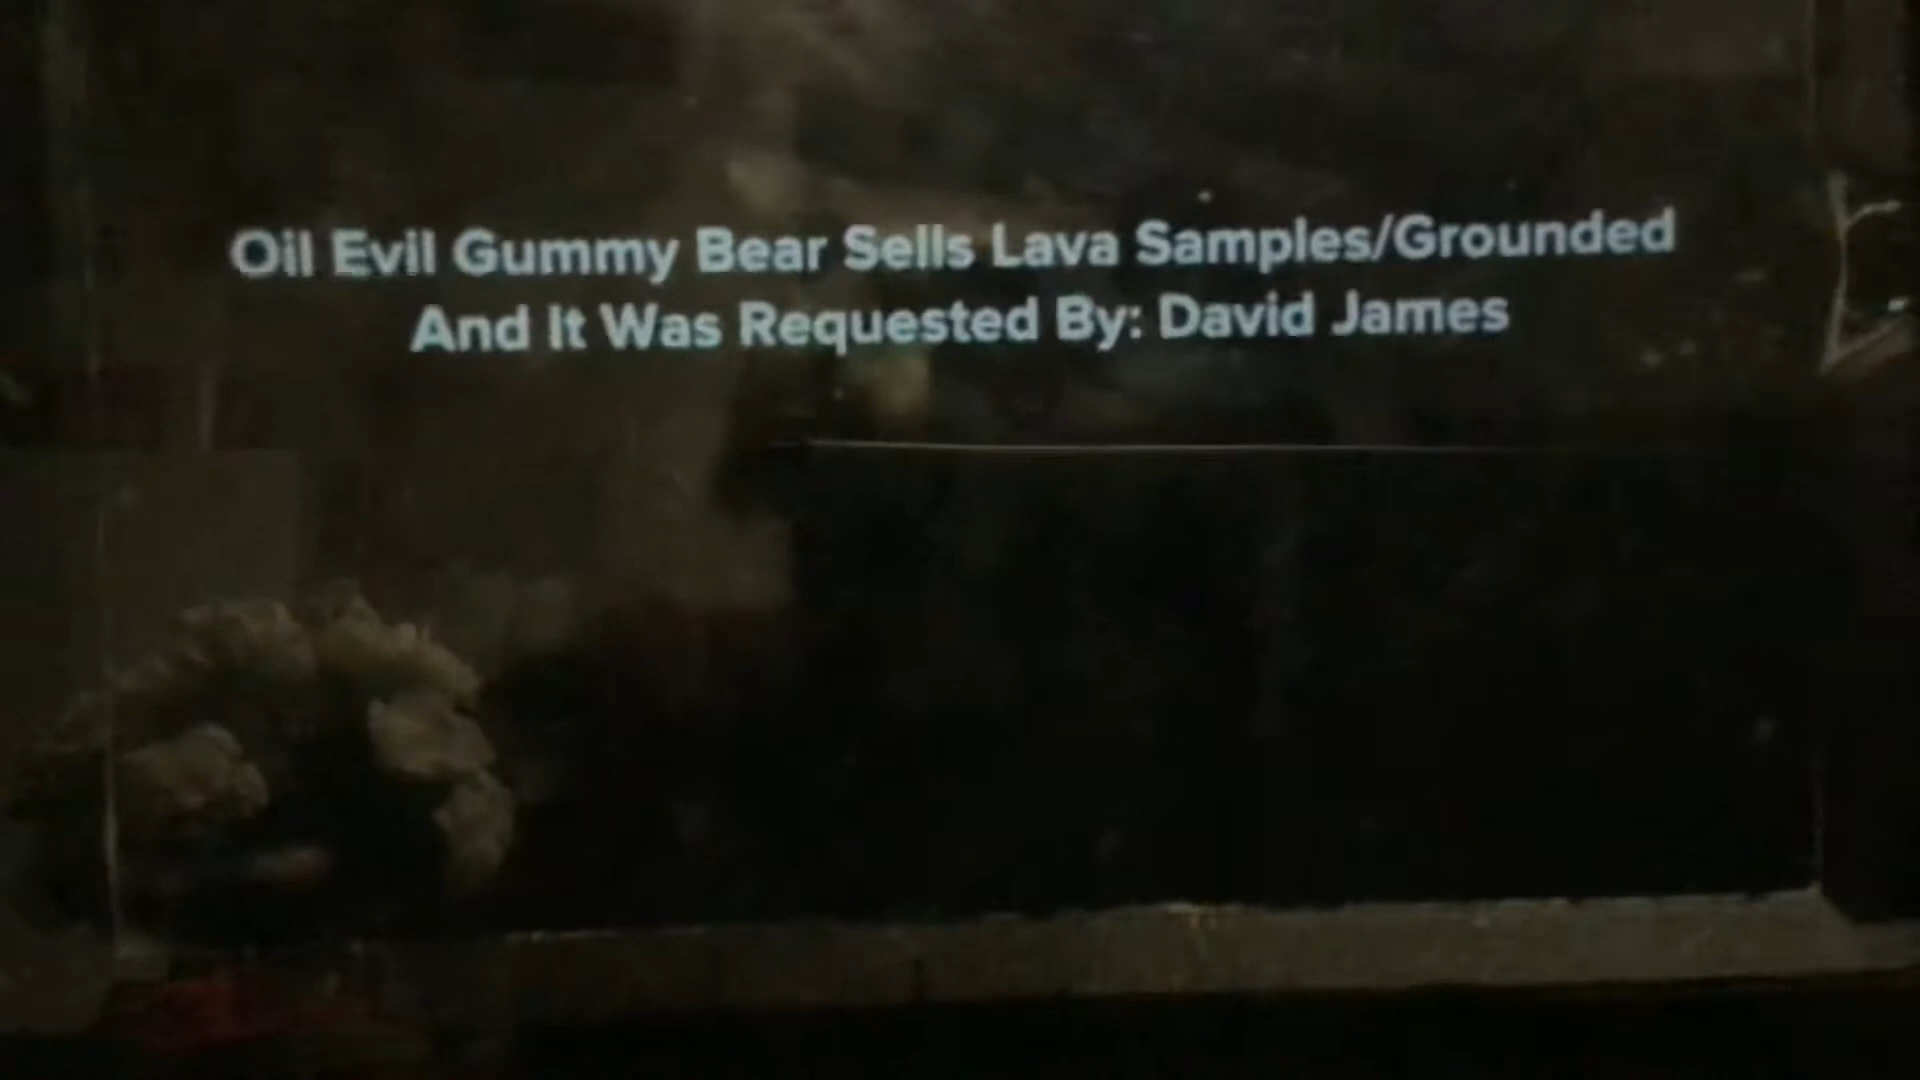 Oil Evil Gummy Bear Sells Lava Samples/Grounded
And It Was Requested By: David James